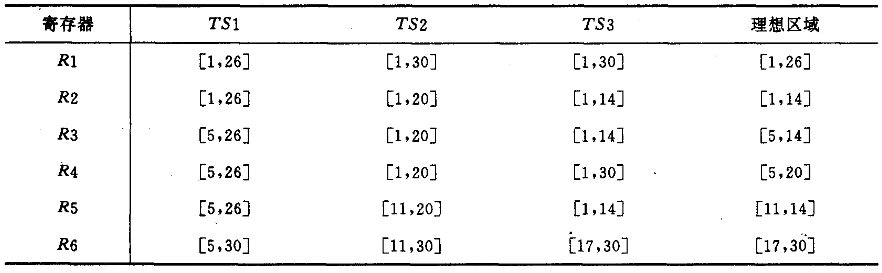 寄存器 TS1 TS2 TS3 理想区域
R1 [1,26] [1,30] [1,30] [1,26]
R2 [1,26] [1,20] [1,14] [1,14]
R3 [5,26] [1,20] [1,14] [5,14]
R4 [5,26] [1,20] [1,30] [5,20]
R5 [5,26] [11,20] [1,14] [11,14]
R6 [5,30] [11,30] [17,30] [17,30]